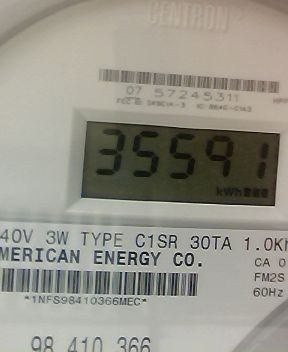 CENTRON
07 57245311
35591
kWh
40V 3W TYPE C1SR 30TA 1.0Kh
MERICAN ENERGY CO.
CA 0
FM2S
60Hz
*1NFS98410366MEC*
98 410 366